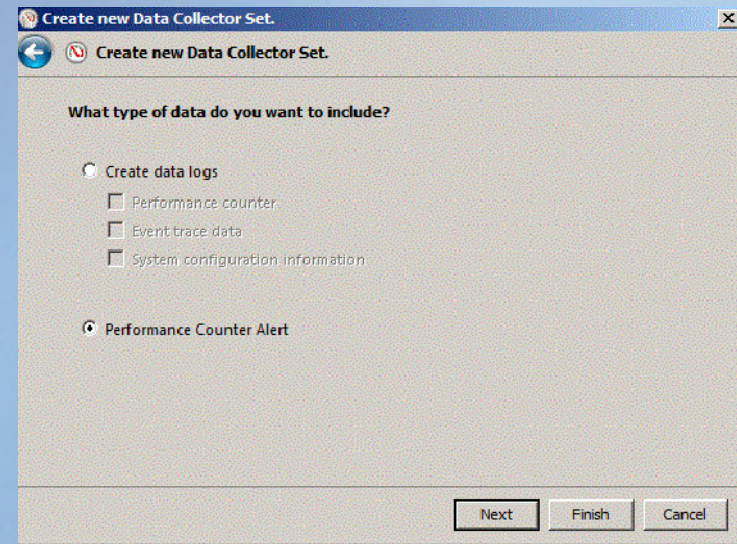 Create new Data Collector Set.
Create new Data Collector Set.
What type of data do you want to include?
Create data logs
Performance counter
Event trace data
System configuration information
Performance Counter Alert
Next Finish Cancel